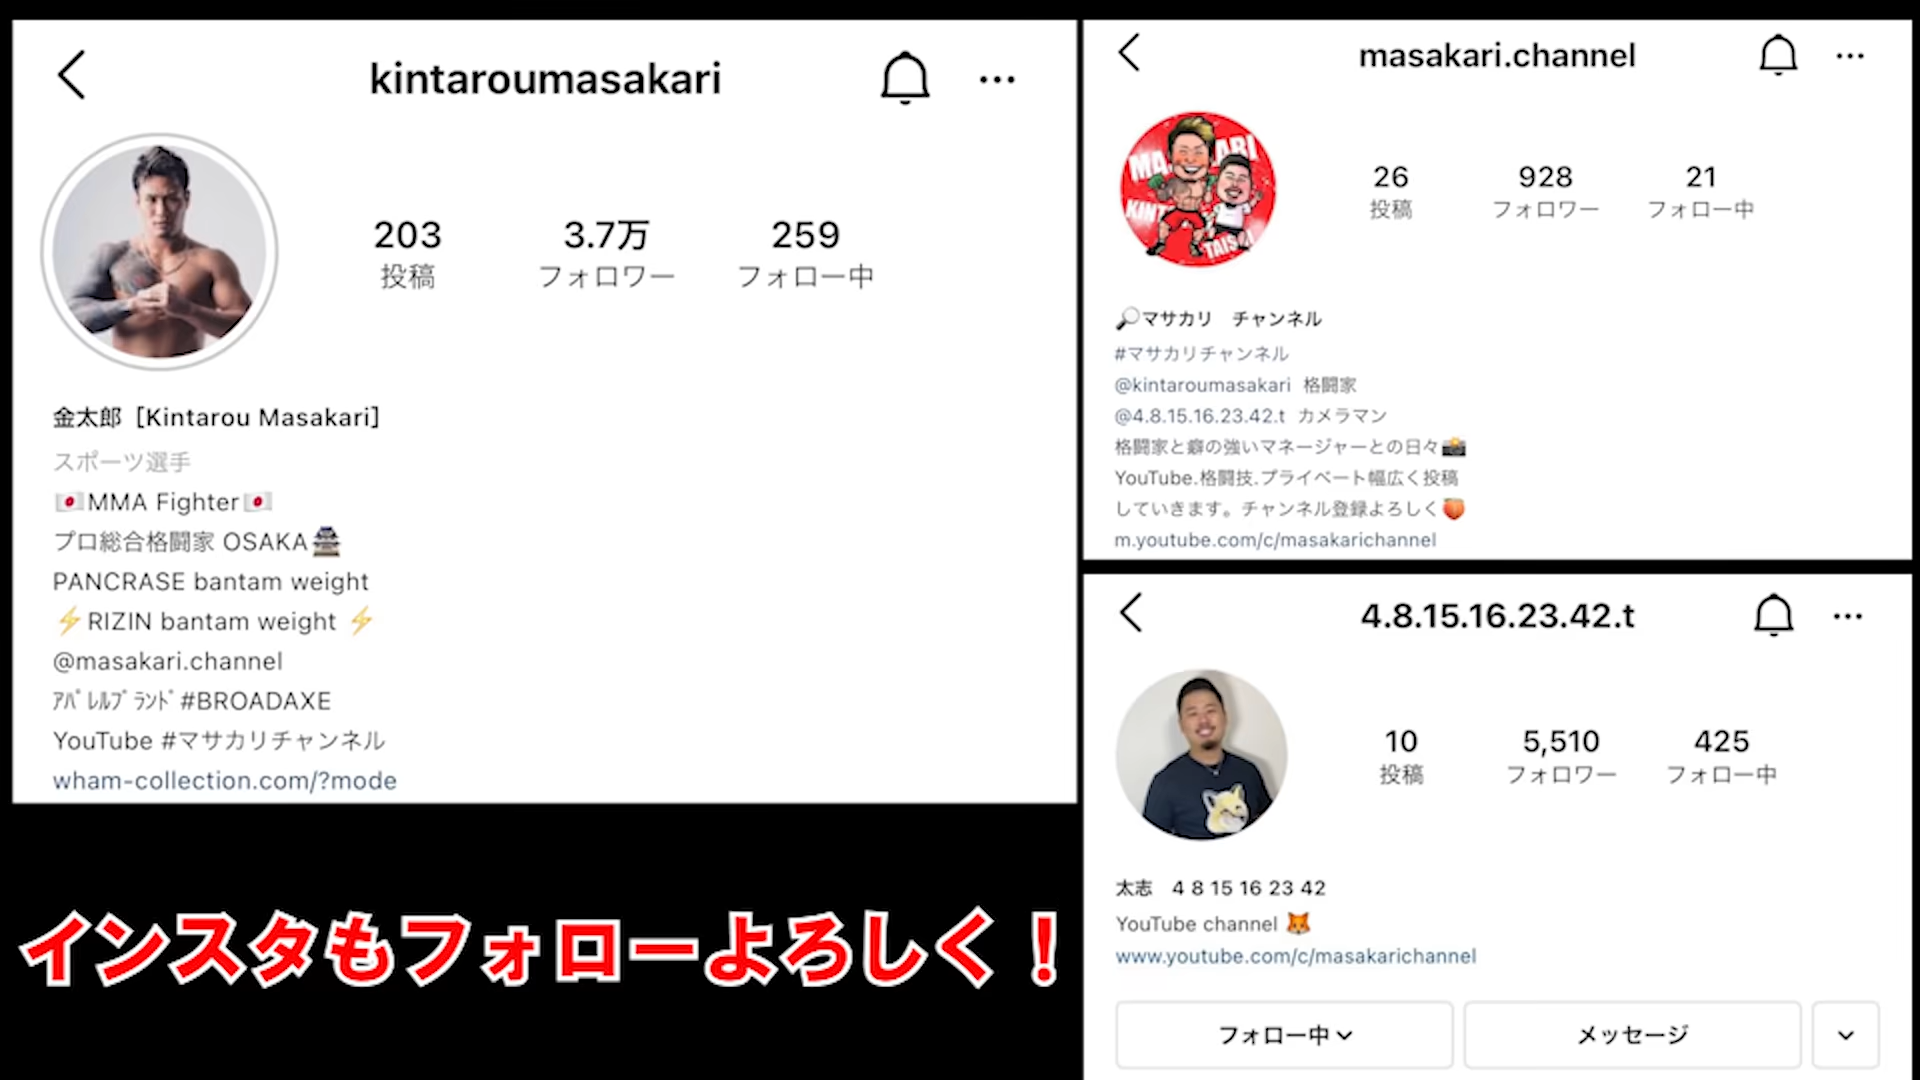 kintaroumasakari
203
3.7万
259
投稿
フォロワー
フォロー中
金太郎［Kintarou Masakari］
スポーツ選手
🇯🇵MMA Fighter🇯🇵
プロ総合格闘家 OSAKA🏯
PANCRASE bantam weight
⚡RIZIN bantam weight ⚡
@masakari.channel
ｱﾊﾟﾚﾙﾌﾞﾗﾝﾄﾞ#BROADAXE
YouTube #マサカリチャンネル
wham-collection.com/?mode
インスタもフォローよろしく！
masakari.channel
26
928
21
投稿
フォロワー
フォロー中
🔎マサカリ　チャンネル
#マサカリチャンネル
@kintaroumasakari 格闘家
@4.8.15.16.23.42.t カメラマン
格闘家と癖の強いマネージャーとの日々📸
YouTube.格闘技.プライベート幅広く投稿
していきます。チャンネル登録よろしく🍑
m.youtube.com/c/masakarichannel
4.8.15.16.23.42.t
10
5,510
425
投稿
フォロワー
フォロー中
太志　4 8 15 16 23 42
YouTube channel 🦊
www.youtube.com/c/masakarichannel
フォロー中
メッセージ